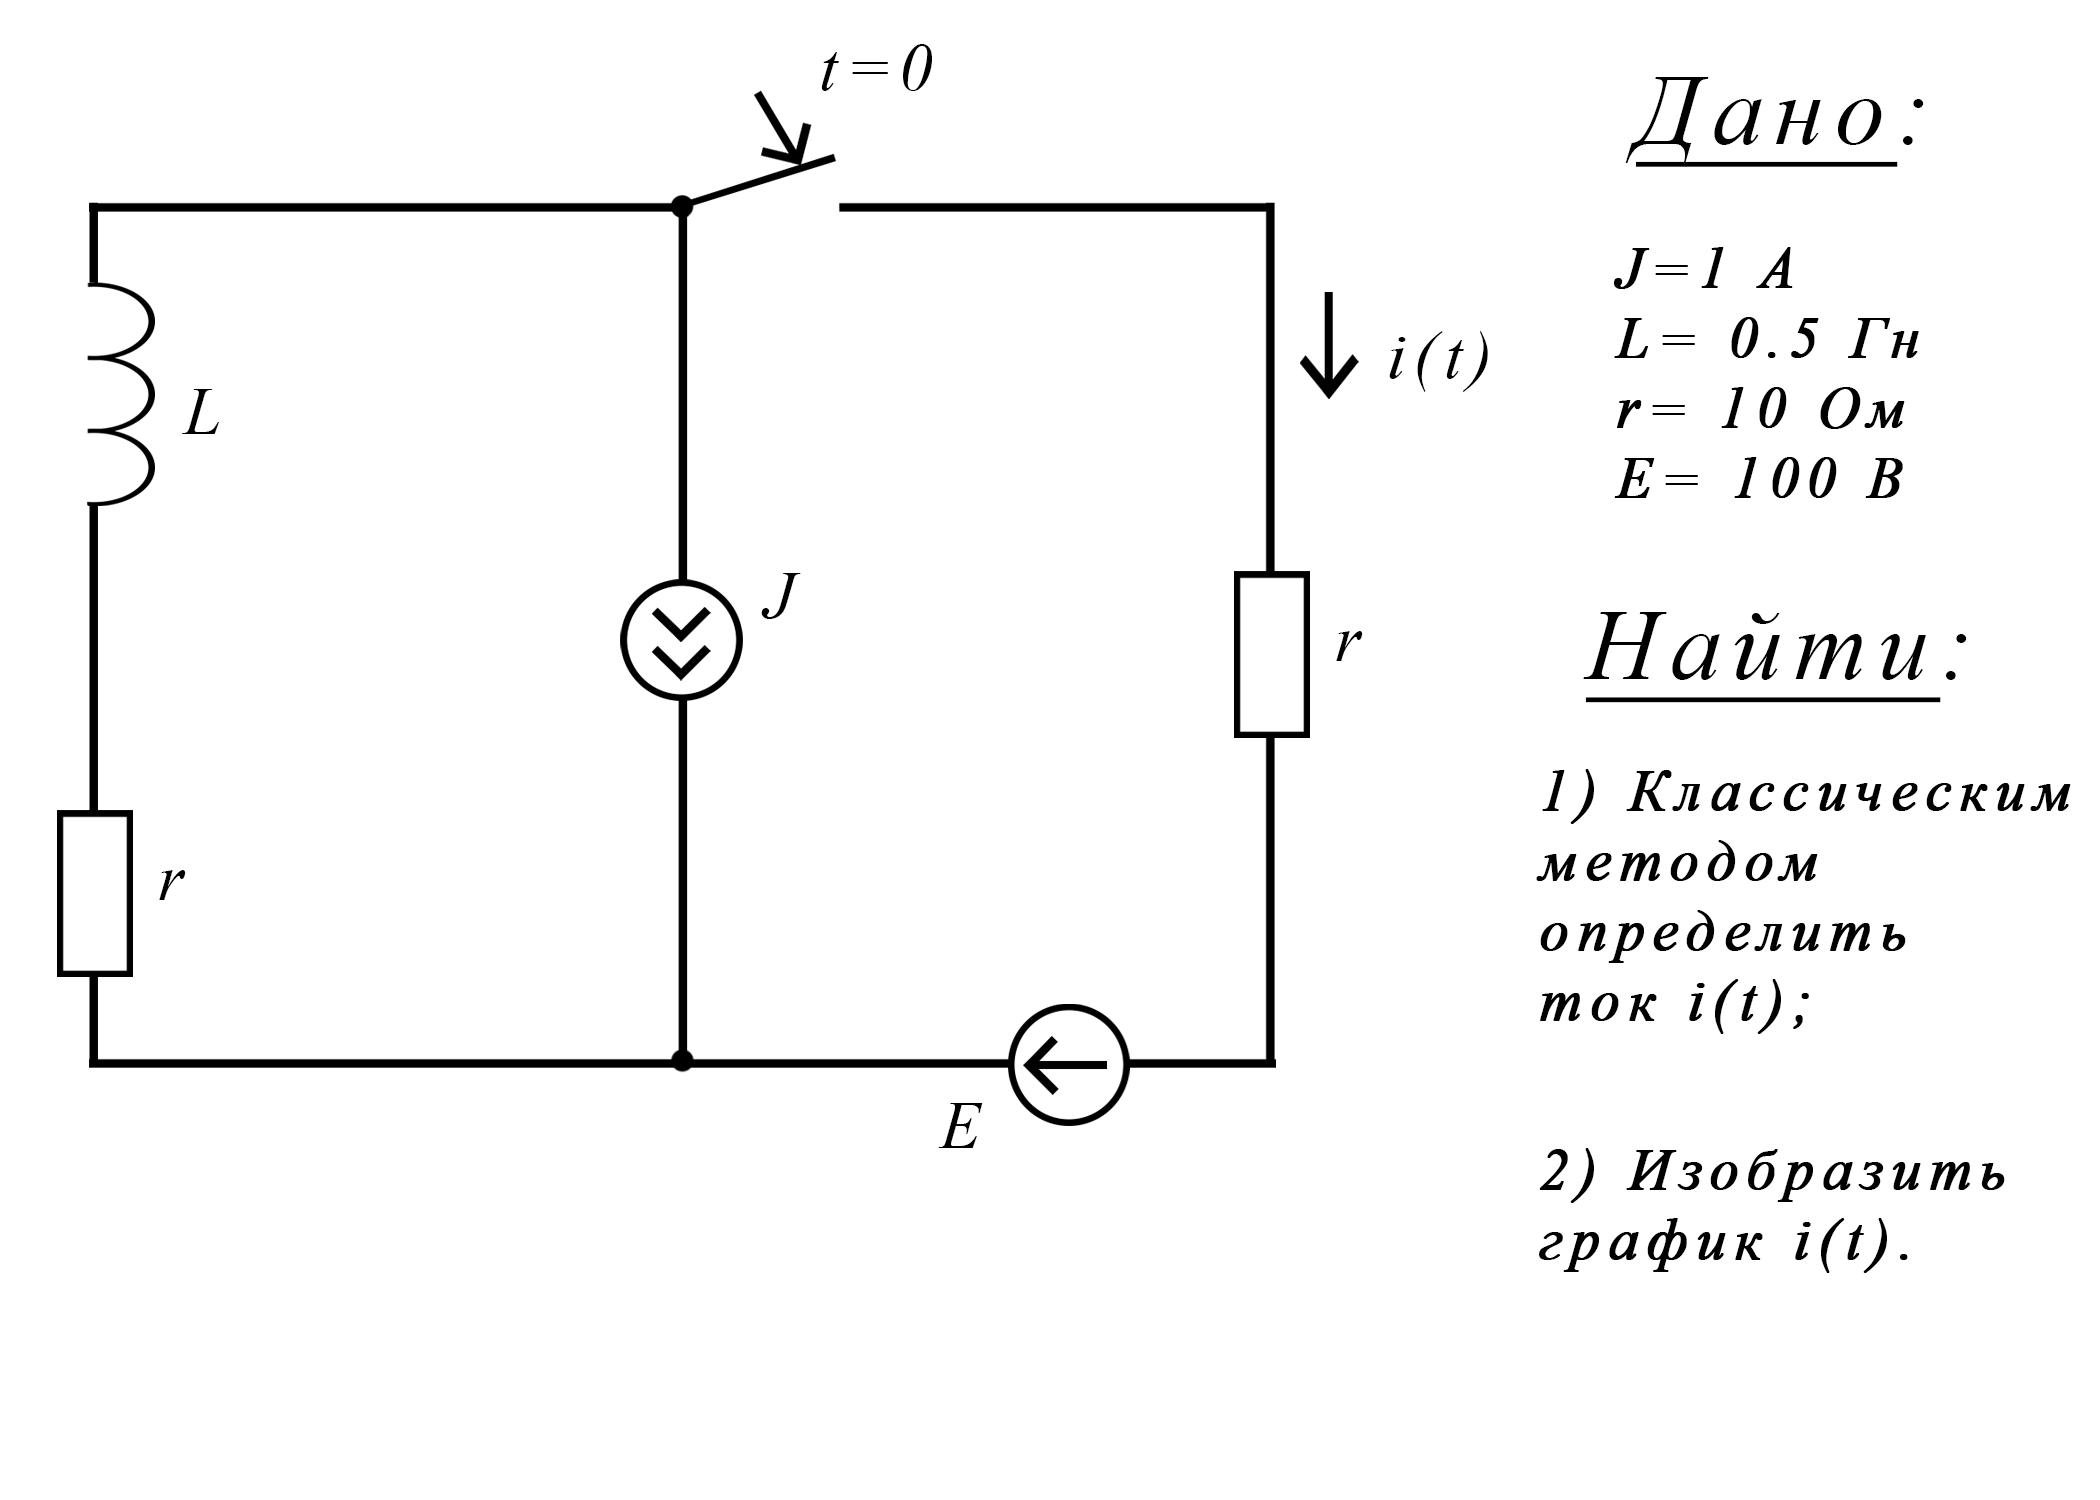 t=0
Дано:
J=1 А
L= 0.5 Гн
r= 10 Ом
E= 100 В
i(t)
L
J
r
r
E
Найти:
1) Классическим
методом
определить
ток i(t);
2) Изобразить
график i(t).